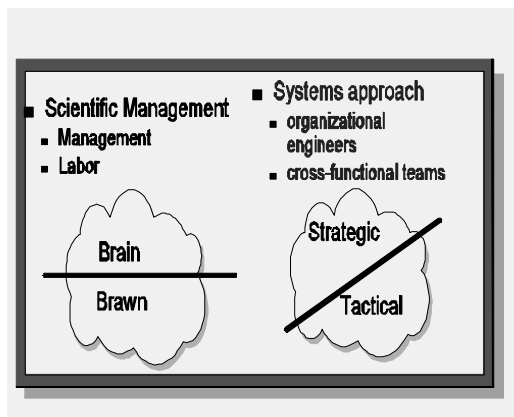 Scientific Management
Management
Labor
Brain
Brawn
Systems approach
organizational
engineers
cross-functional teams
Strategic
Tactical